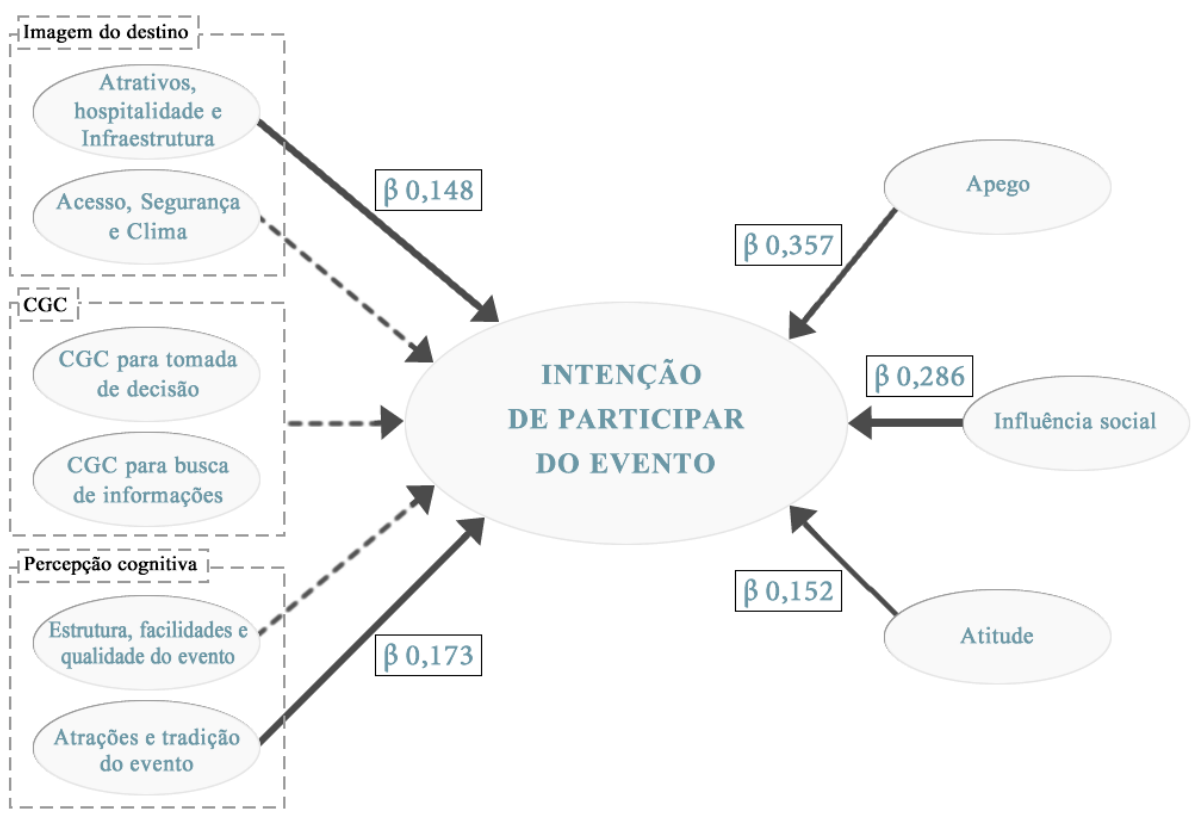 Imagem do destino
Atrativos,
hospitalidade e
Infraestrutura
Acesso, Segurança
e Clima
β 0,148
CGC
CGC para tomada
de decisão
CGC para busca
de informações
Percepção cognitiva
Estrutura, facilidades e
qualidade do evento
Atrações e tradição
do evento
β 0,173
INTENÇÃO
DE PARTICIPAR
DO EVENTO
Apego
β 0,357
β 0,286
Influência social
β 0,152
Atitude